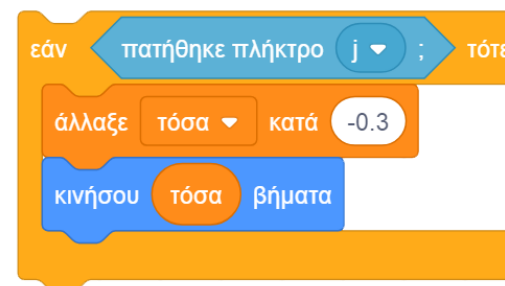 εάν πατήθηκε πλήκτρο j ; τότε
άλλαξε τόσα κατά -0.3
κινήσου τόσα βήματα